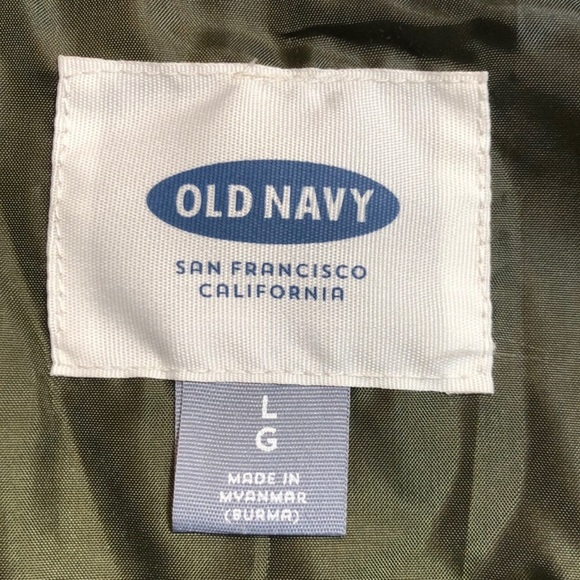 OLD NAVY
SAN FRANCISCO
CALIFORNIA
L
G
MADE IN
MYANMAR
(BURMA)